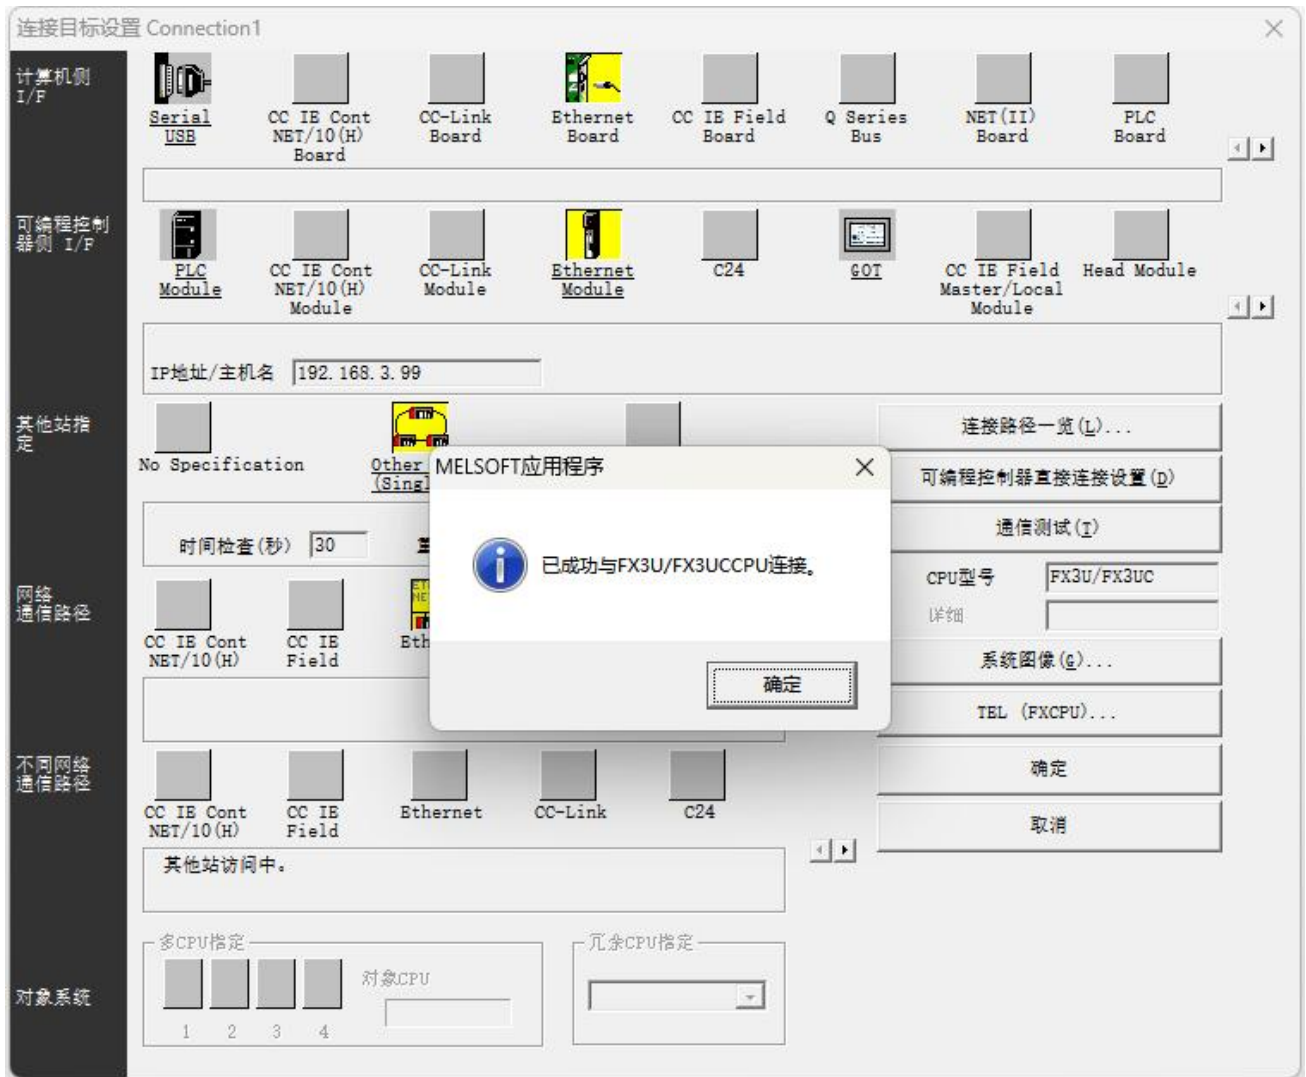 连接目标设置 Connection1
计算机侧
I/F
Serial
USB
CC IE Cont
NET/10(H)
Board
CC-Link
Board
Ethernet
Board
CC IE Field
Board
Q Series
Bus
NET(II)
Board
PLC
Board
可编程控制
器侧 I/F
PLC
Module
CC IE Cont
NET/10(H)
Module
CC-Link
Module
Ethernet
Module
C24
GOT
CC IE Field
Master/Local
Module
Head Module
IP地址/主机名 192.168.3.99
其他站指
定
No Specification
Other
连接路径一览(L)...
可编程控制器直接连接设置(D)
通信测试(T)
时间检查(秒) 30
CPU型号 FX3U/FX3UC
详细
MELSOFT应用程序
已成功与FX3U/FX3UCCPU连接。
确定
网络
通信路径
CC IE Cont
NET/10(H)
CC IE
Field
系统图像(G)...
TEL (FXCPU)...
确定
取消
不同网络
通信路径
CC IE Cont
NET/10(H)
CC IE
Field
Ethernet
CC-Link
C24
其他站访问中。
对象系统
多CPU指定
1 2 3 4
对象CPU
冗余CPU指定